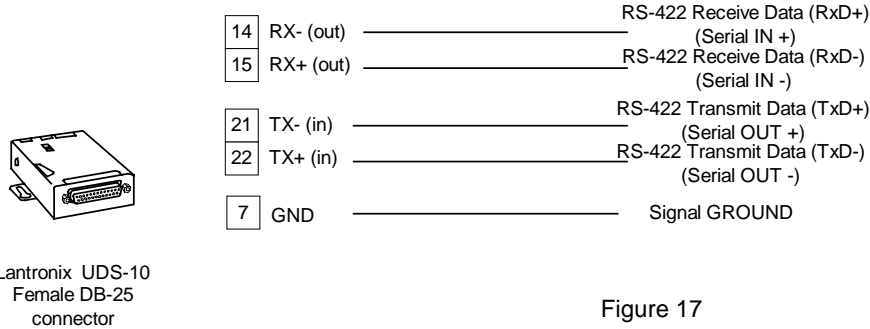 14 RX- (out) RS-422 Receive Data (RxD+)
(Serial IN +)
15 RX+ (out) RS-422 Receive Data (RxD-)
(Serial IN -)
21 TX- (in) RS-422 Transmit Data (TxD+)
(Serial OUT +)
22 TX+ (in) RS-422 Transmit Data (TxD-)
(Serial OUT -)
7 GND Signal GROUND
Lantronix UDS-10
Female DB-25
connector
Figure 17